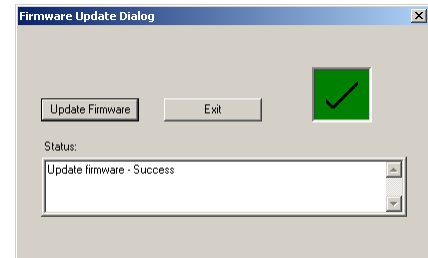 Firmware Update Dialog
Update Firmware
Exit
Status:
Update firmware - Success